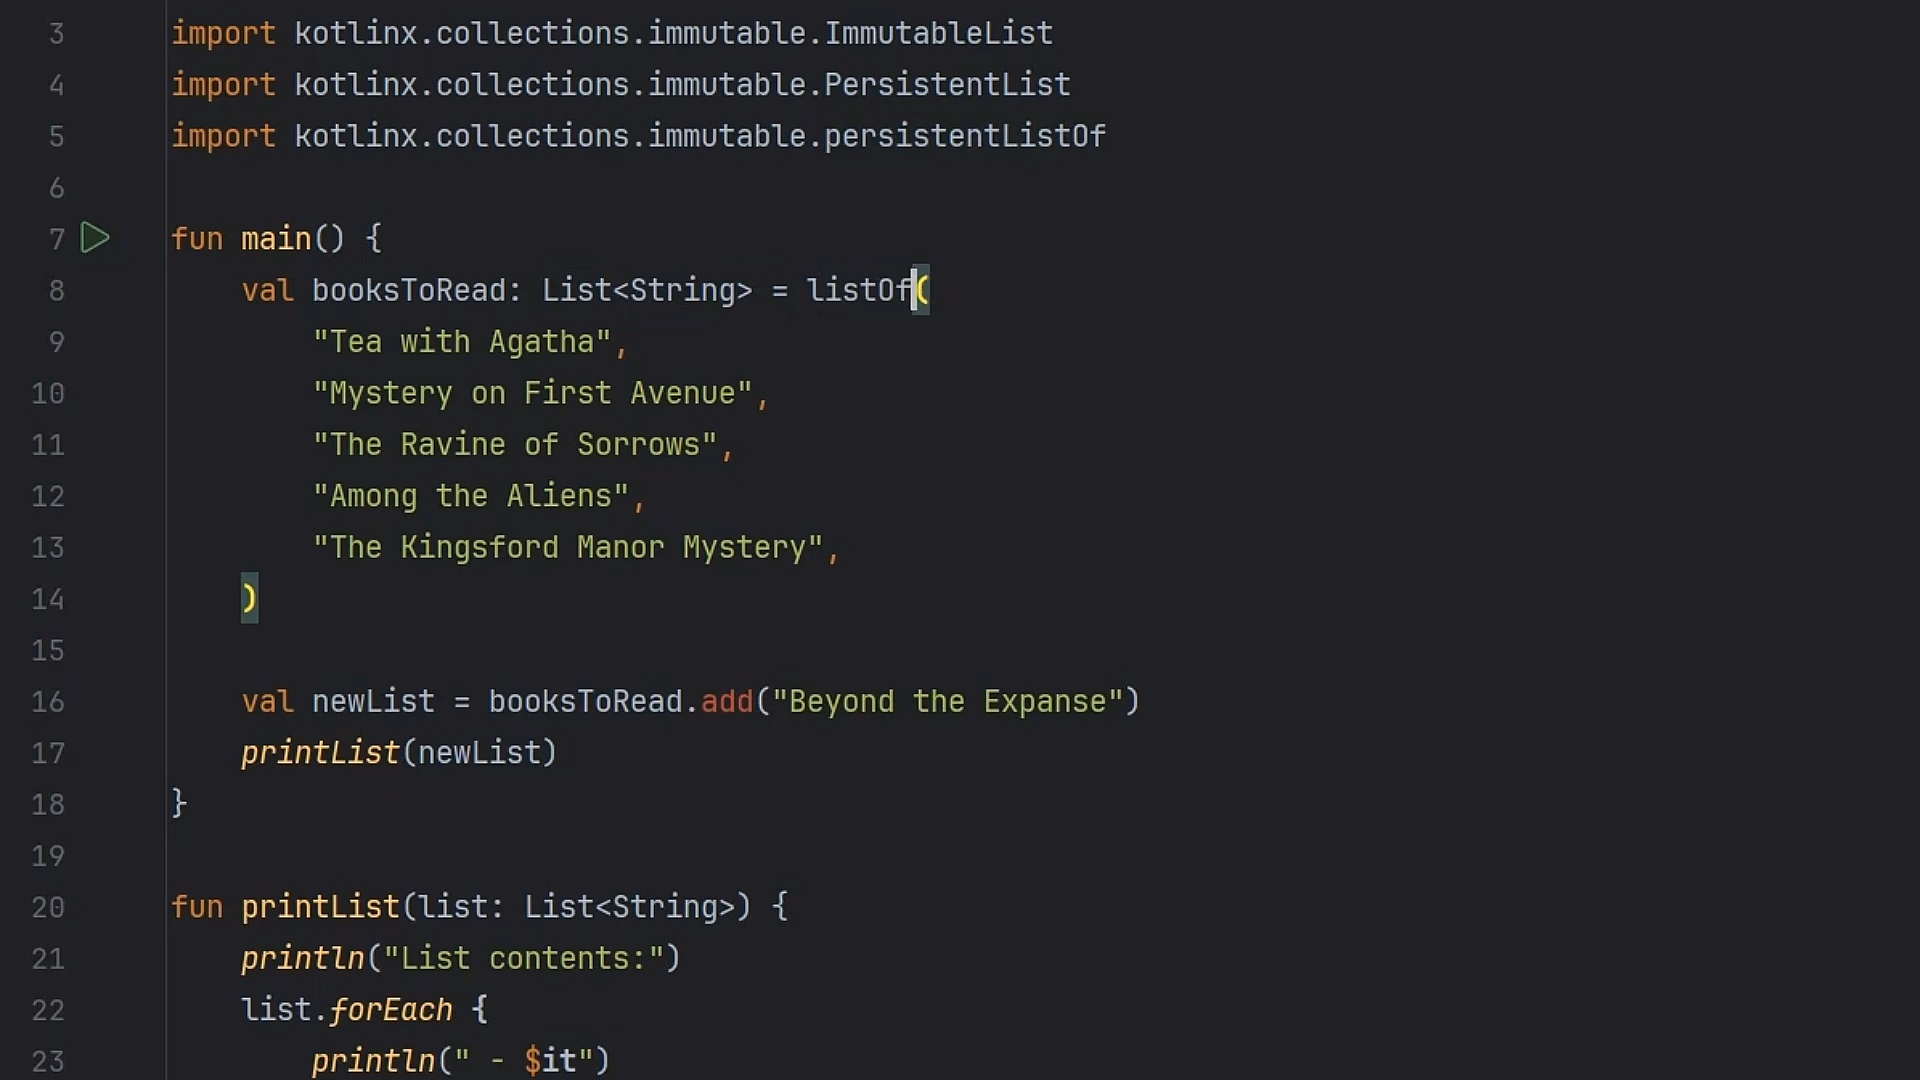 3 import kotlinx.collections.immutable.ImmutableList
4 import kotlinx.collections.immutable.PersistentList
5 import kotlinx.collections.immutable.persistentListOf
6
7 fun main() {
8     val booksToRead: List<String> = listOf(
9         "Tea with Agatha",
10         "Mystery on First Avenue",
11         "The Ravine of Sorrows",
12         "Among the Aliens",
13         "The Kingsford Manor Mystery",
14     )
15
16     val newList = booksToRead.add("Beyond the Expanse")
17     printList(newList)
18 }
19
20 fun printList(list: List<String>) {
21     println("List contents:")
22     list.forEach {
23         println(" - $it")